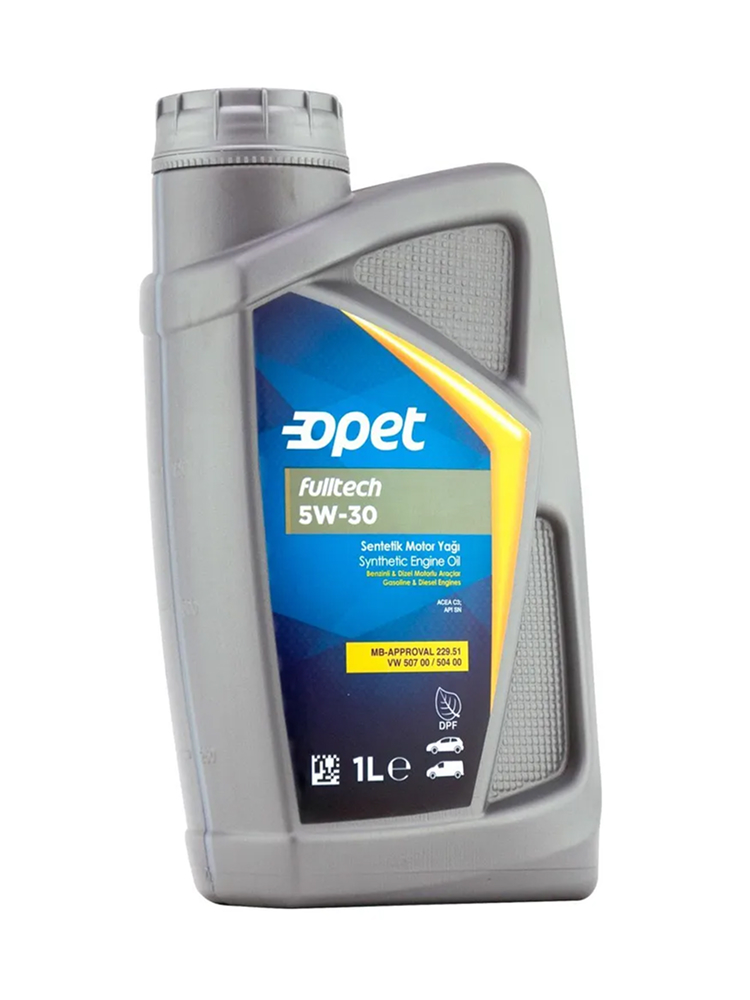 opet
fulltech
5W-30
Sentetik Motor Yağı
Synthetic Engine Oil
Benzinli & Dizel Motorlu Araçlar
Gasoline & Diesel Engines
ACEA C3;
API SN
MB-APPROVAL 229.51
VW 507 00 / 504 00
DPF
1L e